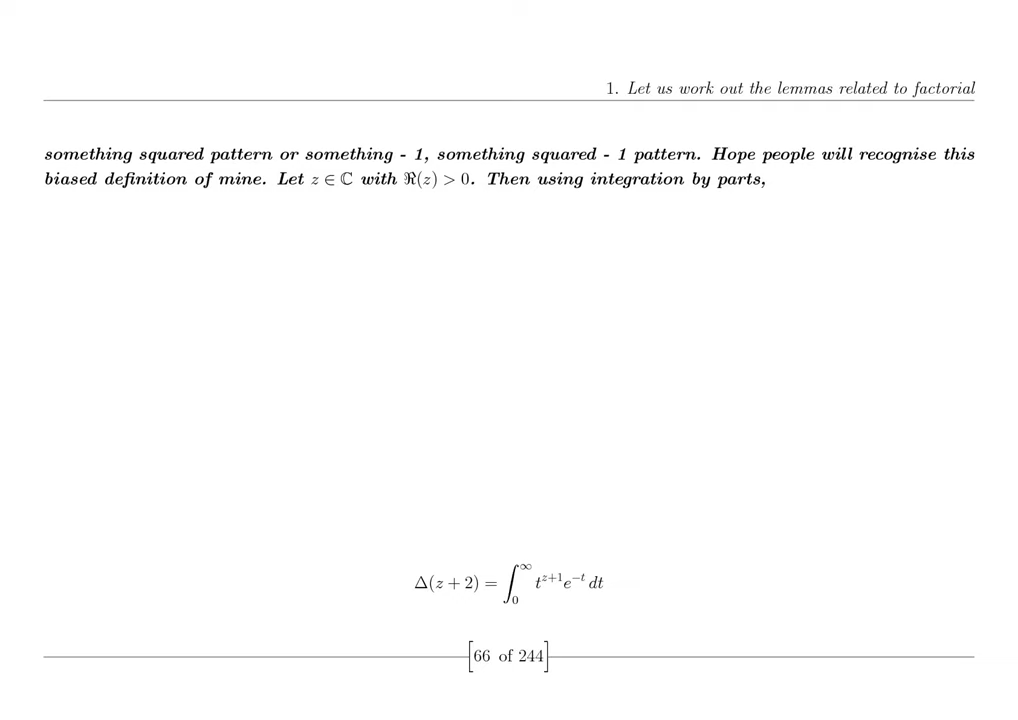 1. Let us work out the lemmas related to factorial
something squared pattern or something - 1, something squared - 1 pattern. Hope people will recognise this
biased definition of mine. Let z ∈ ℂ with ℜ(z) > 0. Then using integration by parts,
Δ(z + 2) = ∫₀^∞ t^{z+1} e^{−t} dt
[66 of 244]